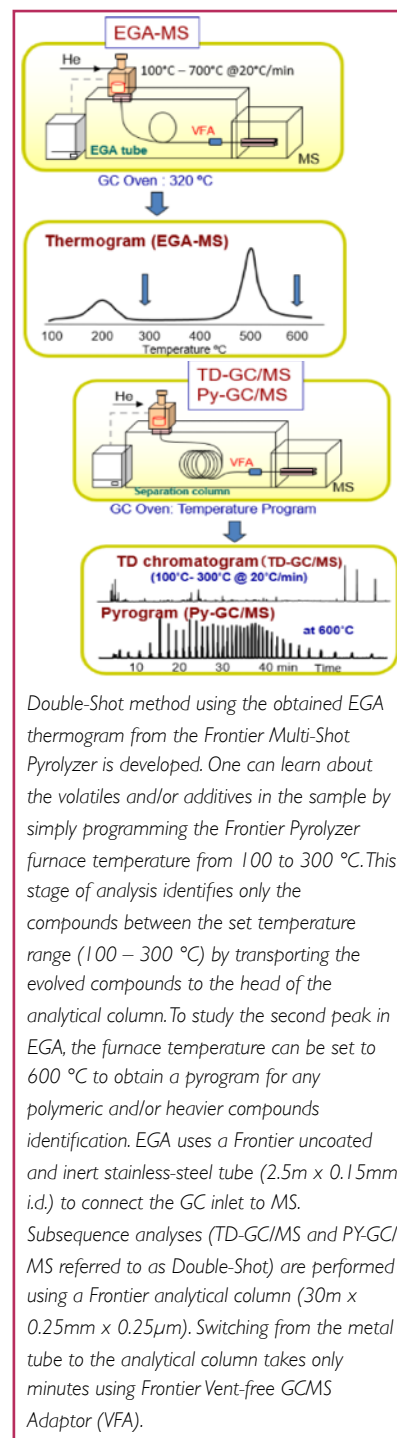 EGA-MS
He
100°C – 700°C @20°C/min
VFA
EGA tube
MS
GC Oven : 320 ºC
Thermogram (EGA-MS)
100 200 300 400 500 600
Temperature ºC
TD-GC/MS
Py-GC/MS
He
VFA
MS
Separation column
GC Oven: Temperature Program
TD chromatogram (TD-GC/MS)
(100°C- 300°C @ 20°C/min)
Pyrogram (Py-GC/MS)
at 600°C
10 20 30 40 min Time
Double-Shot method using the obtained EGA
thermogram from the Frontier Multi-Shot
Pyrolyzer is developed. One can learn about
the volatiles and/or additives in the sample by
simply programming the Frontier Pyrolyzer
furnace temperature from 100 to 300 ºC. This
stage of analysis identifies only the
compounds between the set temperature
range (100 – 300 ºC) by transporting the
evolved compounds to the head of the
analytical column. To study the second peak in
EGA, the furnace temperature can be set to
600 ºC to obtain a pyrogram for any
polymeric and/or heavier compounds
identification. EGA uses a Frontier uncoated
and inert stainless-steel tube (2.5m x 0.15mm
i.d.) to connect the GC inlet to MS.
Subsequence analyses (TD-GC/MS and PY-GC/
MS referred to as Double-Shot) are performed
using a Frontier analytical column (30m x
0.25mm x 0.25µm). Switching from the metal
tube to the analytical column takes only
minutes using Frontier Vent-free GCMS
Adaptor (VFA).